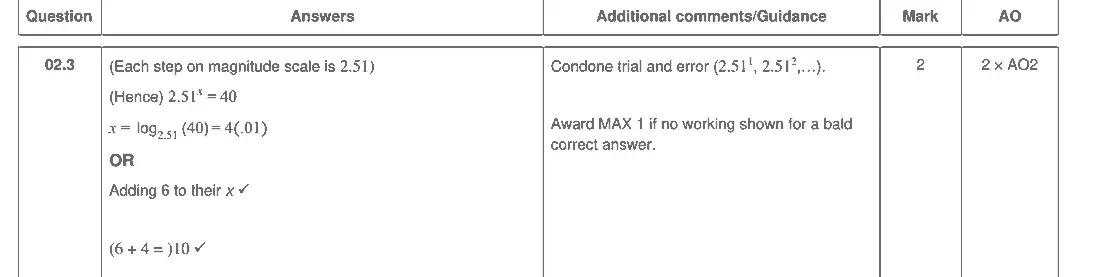 Question Answers Additional comments/Guidance Mark AO
02.3 (Each step on magnitude scale is 2.51) Condone trial and error (2.51¹, 2.51²,...). 2 2 × AO2
(Hence) 2.51ˣ = 40
x = log₂.₅₁ (40) = 4(.01) Award MAX 1 if no working shown for a bald
correct answer.
OR
Adding 6 to their x ✓
(6 + 4 = )10 ✓